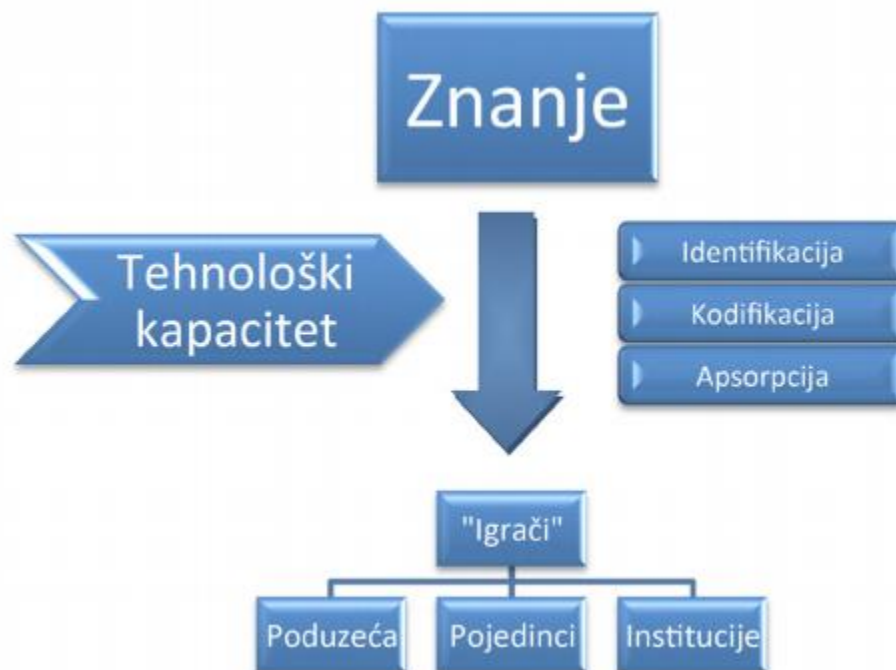 Znanje
Tehnološki
kapacitet
Identifikacija
Kodifikacija
Apsorpcija
"Igrači"
Poduzeća
Pojedinci
Institucije